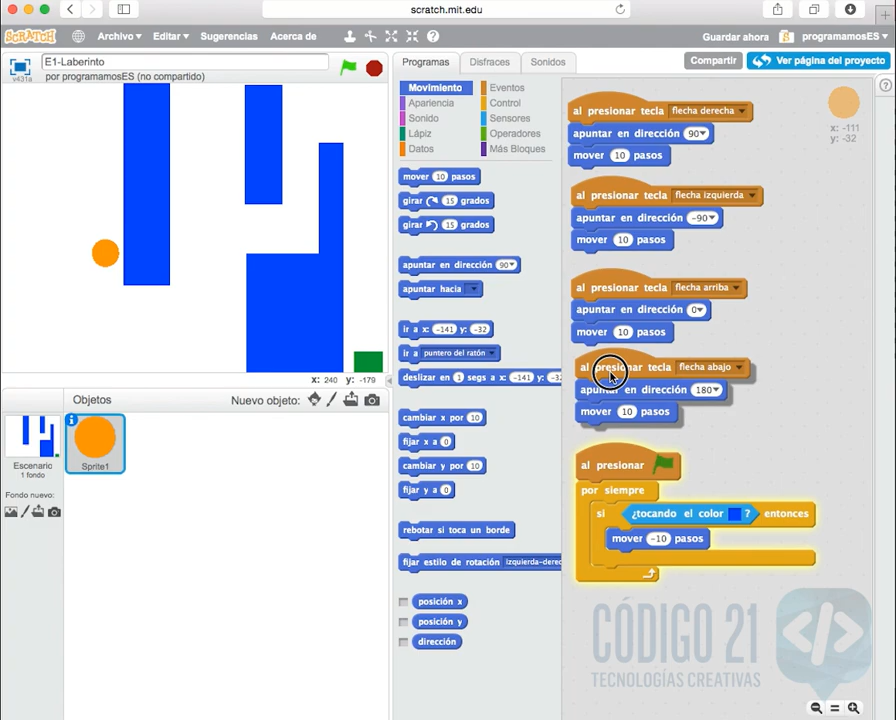 scratch.mit.edu
SCRATCH
Archivo
Editar
Sugerencias
Acerca de
Guardar ahora
programamosES
E1-Laberinto
por programamosES (no compartido)
v431a
Programas
Disfraces
Sonidos
Compartir
Ver página del proyecto
Movimiento
Eventos
Apariencia
Control
Sonido
Sensores
Lápiz
Operadores
Datos
Más Bloques
mover 10 pasos
girar 15 grados
girar 15 grados
apuntar en dirección 90
apuntar hacia
ir a x: -141 y: -32
ir a puntero del ratón
deslizar en 1 segs a x: -141 y: -32
cambiar x por 10
fijar x a 0
cambiar y por 10
fijar y a 0
rebotar si toca un borde
fijar estilo de rotación izquierda-derec
posición x
posición y
dirección
al presionar tecla flecha derecha
apuntar en dirección 90
mover 10 pasos
al presionar tecla flecha izquierda
apuntar en dirección -90
mover 10 pasos
al presionar tecla flecha arriba
apuntar en dirección 0
mover 10 pasos
al presionar tecla flecha abajo
apuntar en dirección 180
mover 10 pasos
al presionar
por siempre
si ¿tocando el color ? entonces
mover -10 pasos
x: -111
y: -32
x: 240 y: -179
Objetos
Nuevo objeto:
Escenario
1 fondo
Fondo nuevo:
Sprite1
CÓDIGO 21
TECNOLOGÍAS CREATIVAS